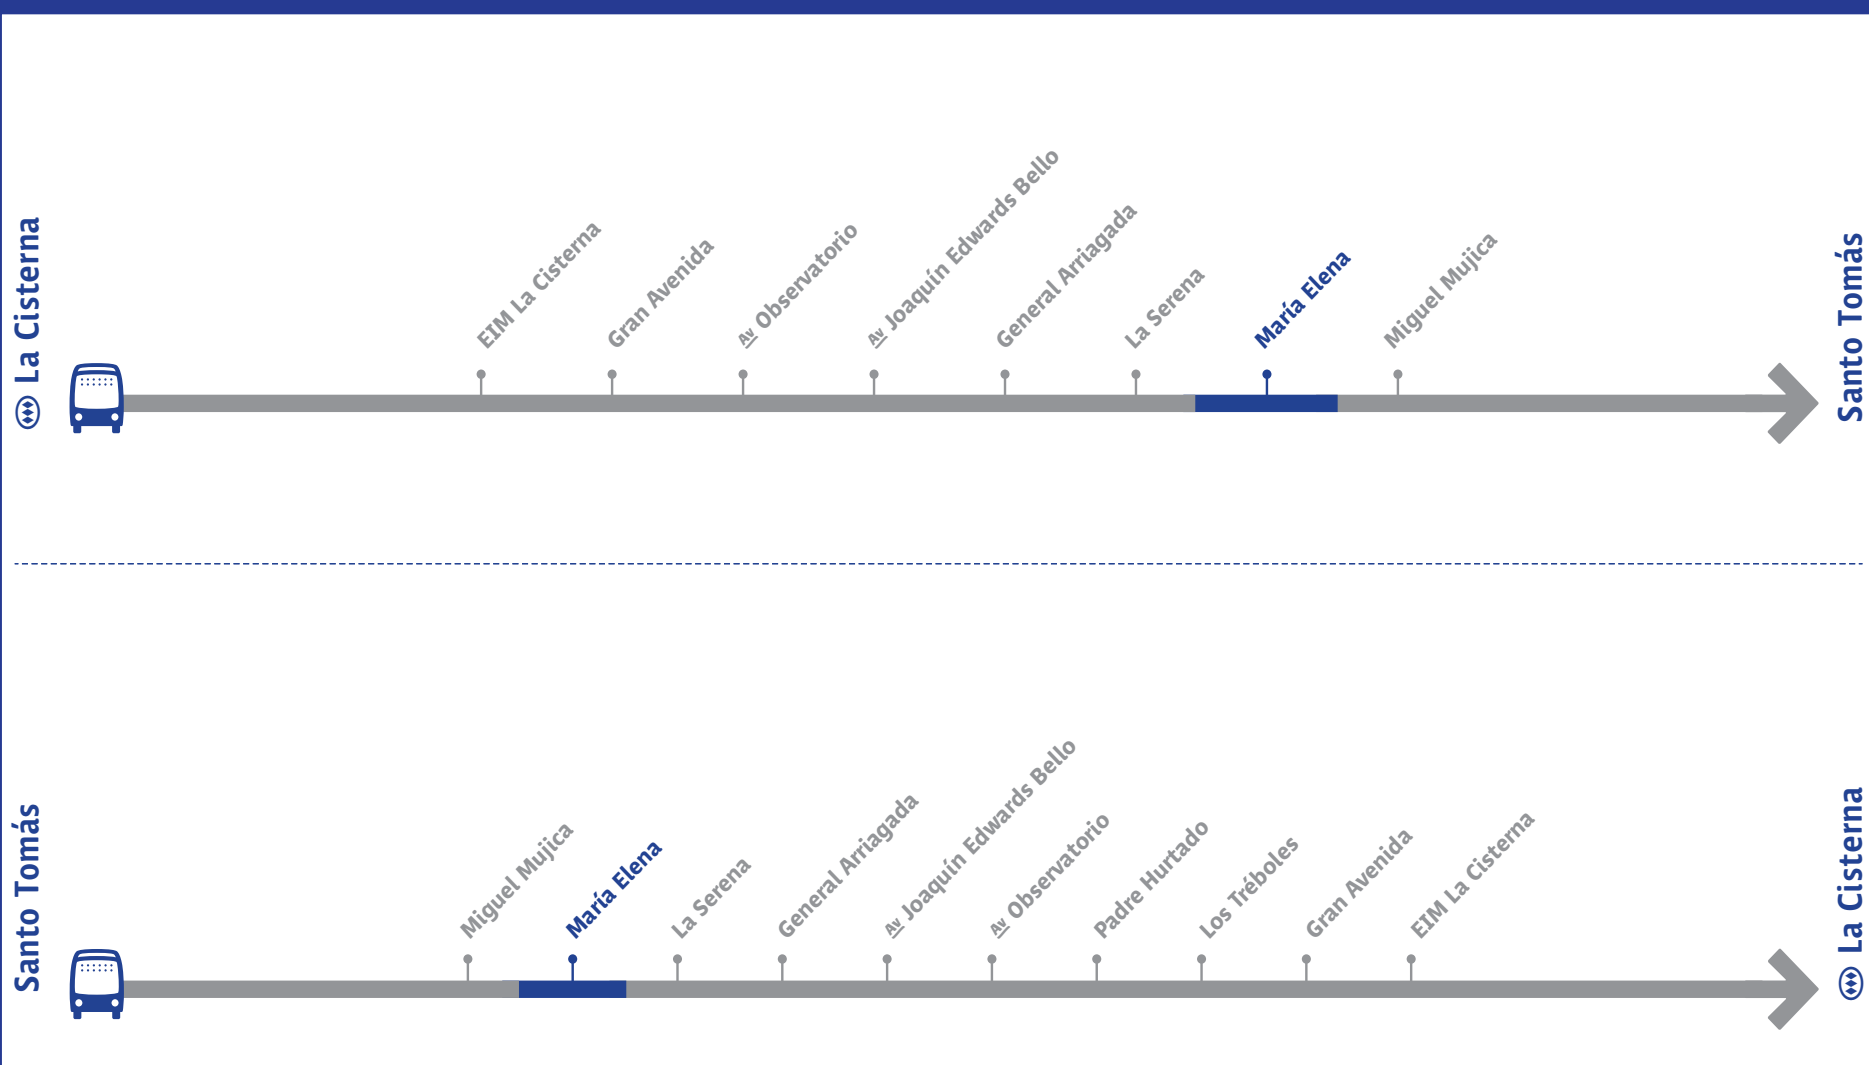 La Cisterna
EIM La Cisterna
Gran Avenida
Av Observatorio
Av Joaquín Edwards Bello
General Arriagada
La Serena
María Elena
Miguel Mujica
Santo Tomás
Santo Tomás
Miguel Mujica
María Elena
La Serena
General Arriagada
Av Joaquín Edwards Bello
Av Observatorio
Padre Hurtado
Los Tréboles
Gran Avenida
EIM La Cisterna
La Cisterna